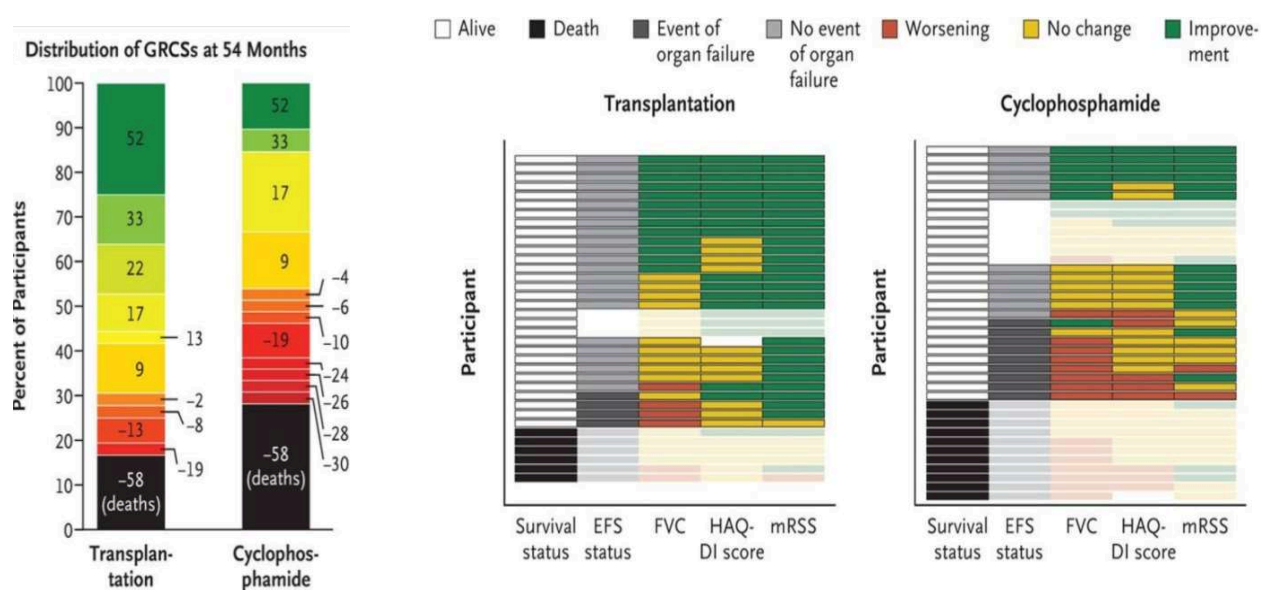 Distribution of GRCSs at 54 Months
Percent of Participants
100
90
80
70
60
50
40
30
20
10
0
52
33
22
17
13
9
–2
–8
–13
–19
–58
(deaths)
Transplan-
tation
52
33
17
9
–4
–6
–10
–19
–24
–26
–28
–30
–58
(deaths)
Cyclophos-
phamide
Alive
Death
Event of
organ failure
No event
of organ
failure
Worsening
No change
Improve-
ment
Transplantation
Participant
Survival
status
EFS
status
FVC
HAQ-
DI score
mRSS
Cyclophosphamide
Participant
Survival
status
EFS
status
FVC
HAQ-
DI score
mRSS